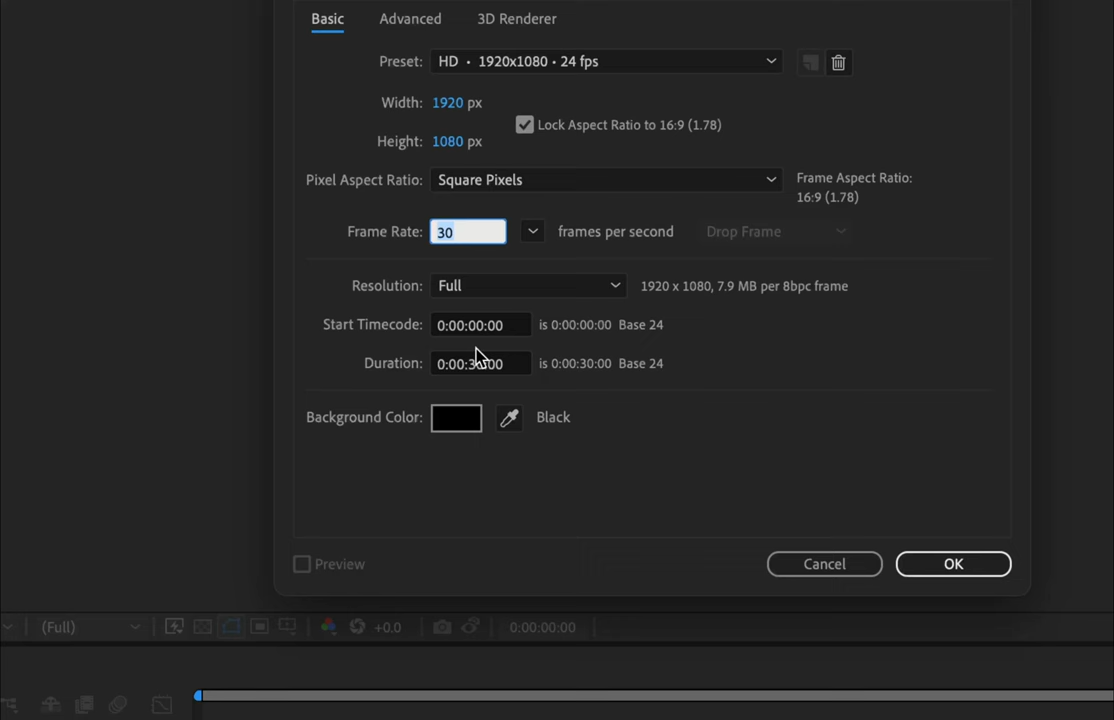 Basic Advanced 3D Renderer
Preset: HD • 1920x1080 • 24 fps
Width: 1920 px
Lock Aspect Ratio to 16:9 (1.78)
Height: 1080 px
Pixel Aspect Ratio: Square Pixels
Frame Aspect Ratio:
16:9 (1.78)
Frame Rate: 30 frames per second Drop Frame
Resolution: Full 1920 x 1080, 7.9 MB per 8bpc frame
Start Timecode: 0:00:00:00 is 0:00:00:00 Base 24
Duration: 0:00:30:00 is 0:00:30:00 Base 24
Background Color: Black
Preview Cancel OK
(Full) +0.0 0:00:00:00